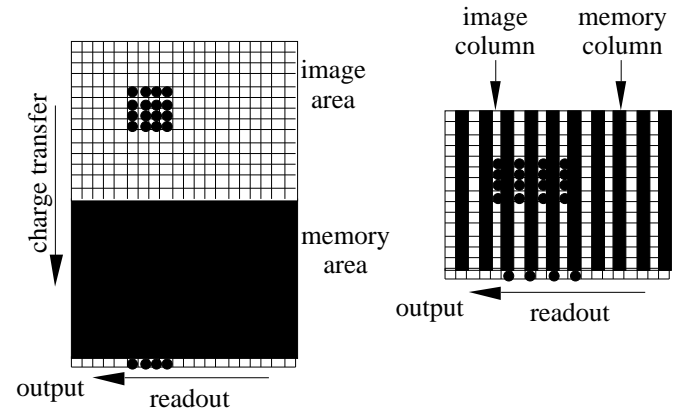 image
area
charge transfer
memory
area
output
readout
image
column
memory
column
output
readout